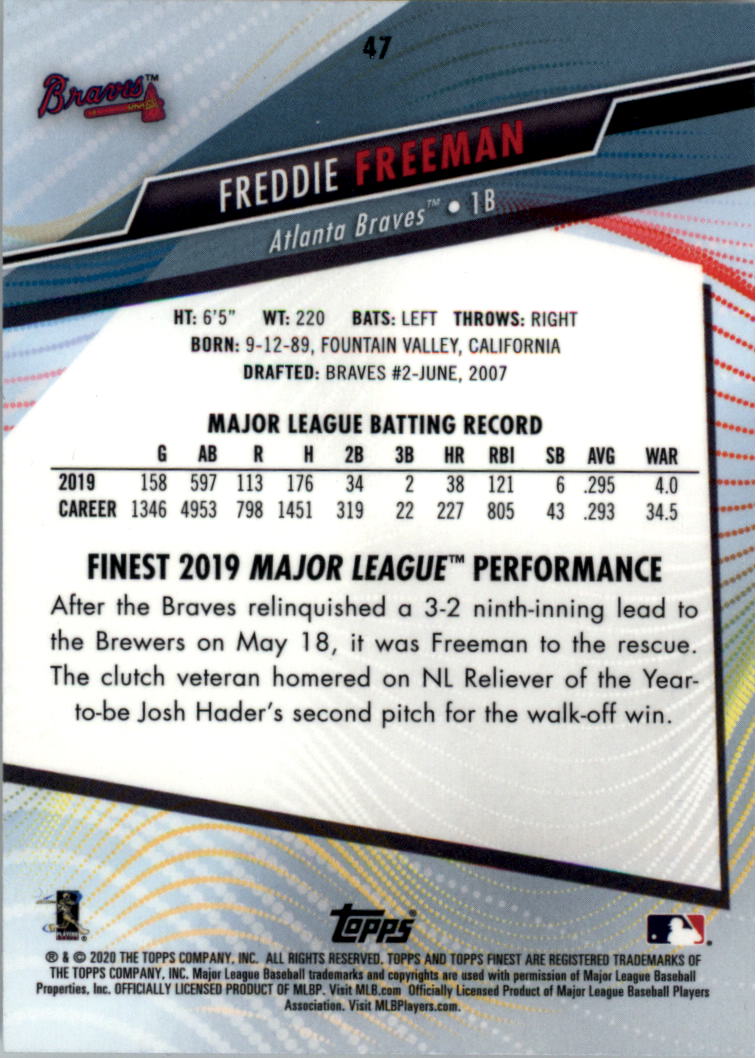 47
Braves™
FREDDIE FREEMAN
Atlanta Braves™ • 1B
HT: 6'5" WT: 220 BATS: LEFT THROWS: RIGHT
BORN: 9-12-89, FOUNTAIN VALLEY, CALIFORNIA
DRAFTED: BRAVES #2-JUNE, 2007
MAJOR LEAGUE BATTING RECORD
G AB R H 2B 3B HR RBI SB AVG WAR
2019 158 597 113 176 34 2 38 121 6 .295 4.0
CAREER 1346 4953 798 1451 319 22 227 805 43 .293 34.5
FINEST 2019 MAJOR LEAGUE™ PERFORMANCE
After the Braves relinquished a 3-2 ninth-inning lead to
the Brewers on May 18, it was Freeman to the rescue.
The clutch veteran homered on NL Reliever of the Year-
to-be Josh Hader's second pitch for the walk-off win.
topps®
® & © 2020 THE TOPPS COMPANY, INC. ALL RIGHTS RESERVED. TOPPS AND TOPPS FINEST ARE REGISTERED TRADEMARKS OF
THE TOPPS COMPANY, INC. Major League Baseball trademarks and copyrights are used with permission of Major League Baseball
Properties, Inc. OFFICIALLY LICENSED PRODUCT OF MLBP. Visit MLB.com Officially Licensed Product of Major League Baseball Players
Association. Visit MLBPlayers.com.